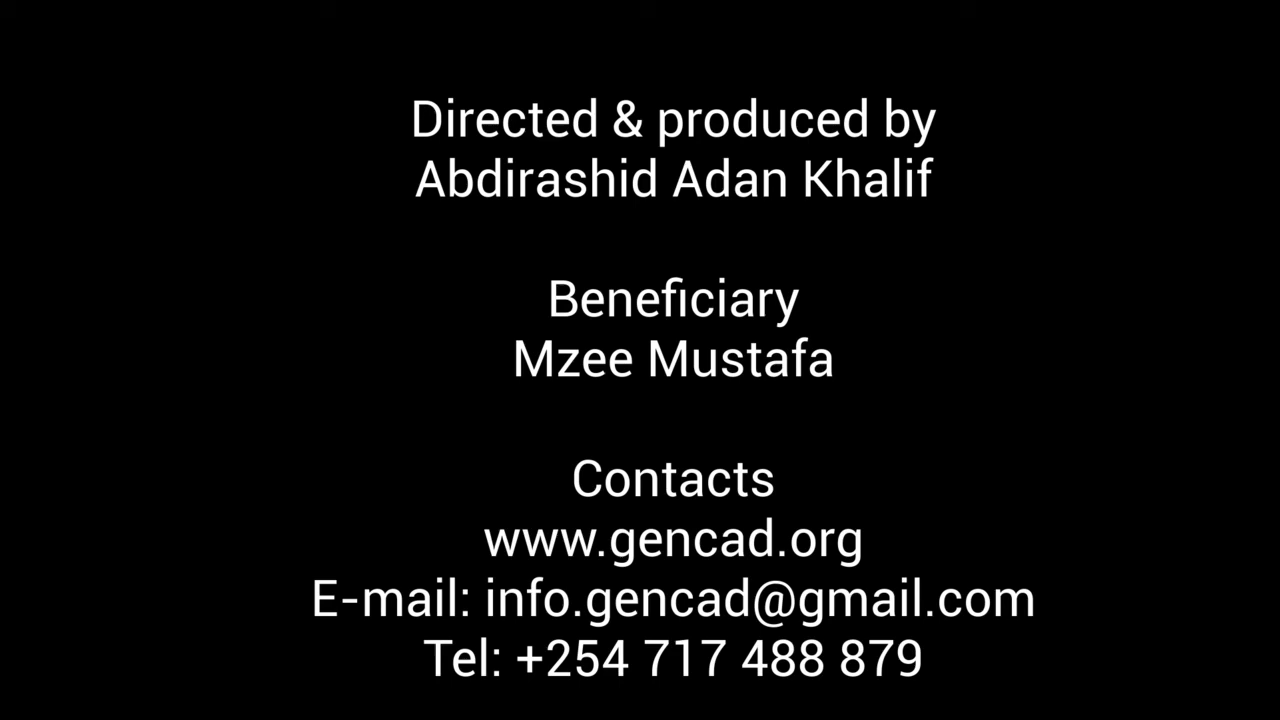 Directed & produced by
Abdirashid Adan Khalif
Beneficiary
Mzee Mustafa
Contacts
www.gencad.org
E-mail: info.gencad@gmail.com
Tel: +254 717 488 879